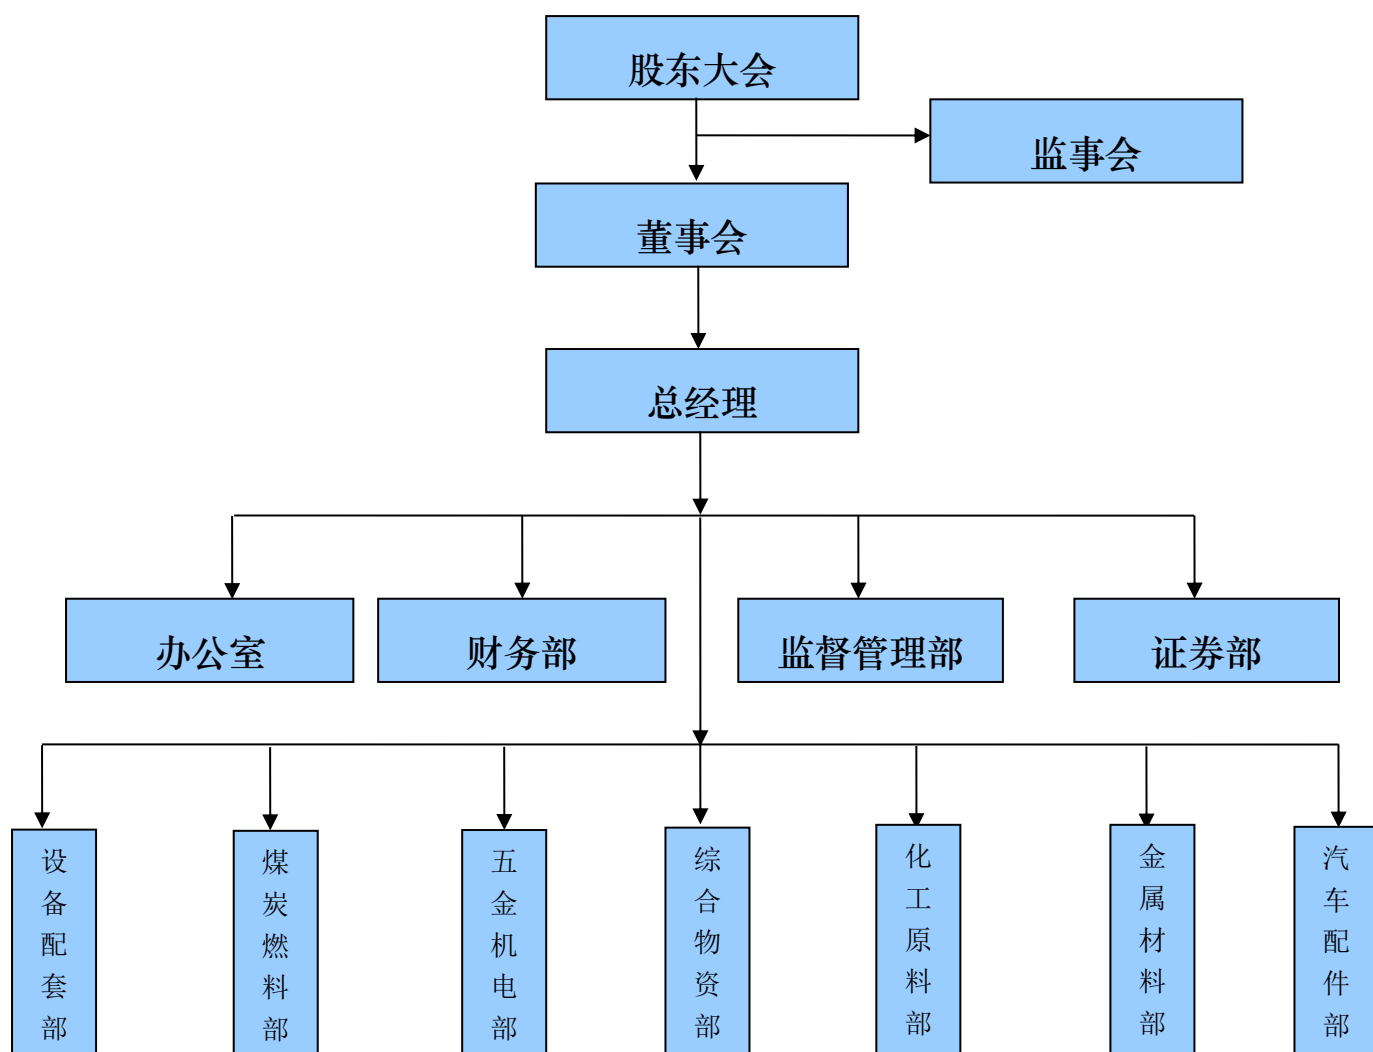 股东大会
监事会
董事会
总经理
办公室
财务部
监督管理部
证券部
设备配套部
煤炭燃料部
五金机电部
综合物资部
化工原料部
金属材料部
汽车配件部